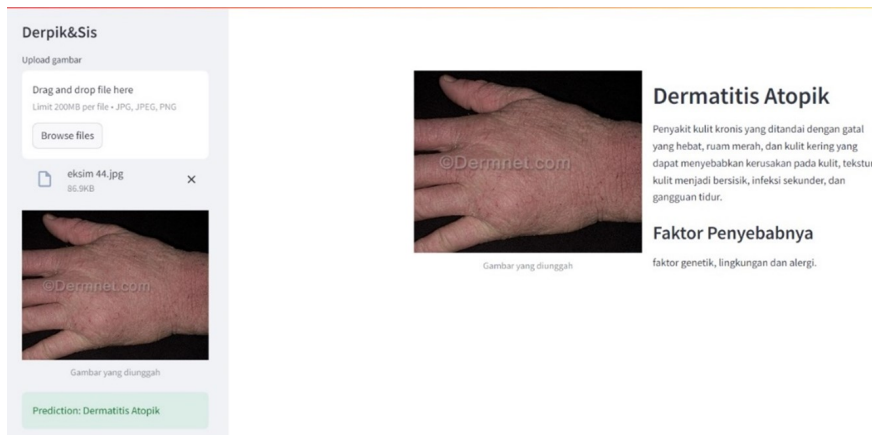 Derpik&Sis
Upload gambar
Drag and drop file here
Limit 200MB per file • JPG, JPEG, PNG
Browse files
eksim 44.jpg
86.9KB
©Dermnet.com
Gambar yang diunggah
Prediction: Dermatitis Atopik
©Dermnet.com
Gambar yang diunggah
Dermatitis Atopik
Penyakit kulit kronis yang ditandai dengan gatal
yang hebat, ruam merah, dan kulit kering yang
dapat menyebabkan kerusakan pada kulit, tekstur
kulit menjadi bersisik, infeksi sekunder, dan
gangguan tidur.
Faktor Penyebabnya
faktor genetik, lingkungan dan alergi.